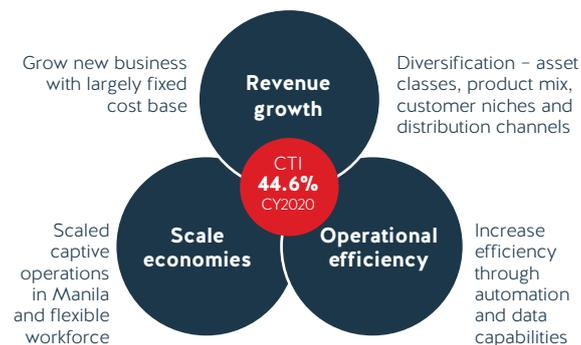 Grow new business
with largely fixed
cost base
Revenue
growth
Diversification – asset
classes, product mix,
customer niches and
distribution channels
CTI
44.6%
CY2020
Scaled
captive
operations
in Manila
and flexible
workforce
Scale
economies
Operational
efficiency
Increase
efficiency
through
automation
and data
capabilities